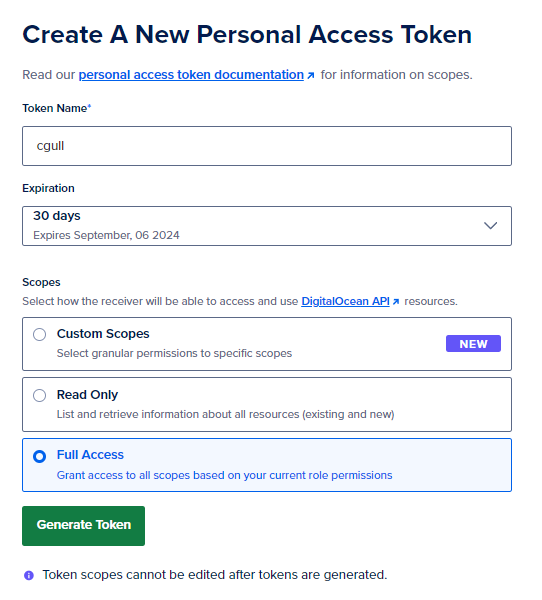 Create A New Personal Access Token
Read our personal access token documentation ↗ for information on scopes.
Token Name*
cgull
Expiration
30 days
Expires September, 06 2024
Scopes
Select how the receiver will be able to access and use DigitalOcean API ↗ resources.
Custom Scopes
NEW
Select granular permissions to specific scopes
Read Only
List and retrieve information about all resources (existing and new)
Full Access
Grant access to all scopes based on your current role permissions
Generate Token
Token scopes cannot be edited after tokens are generated.